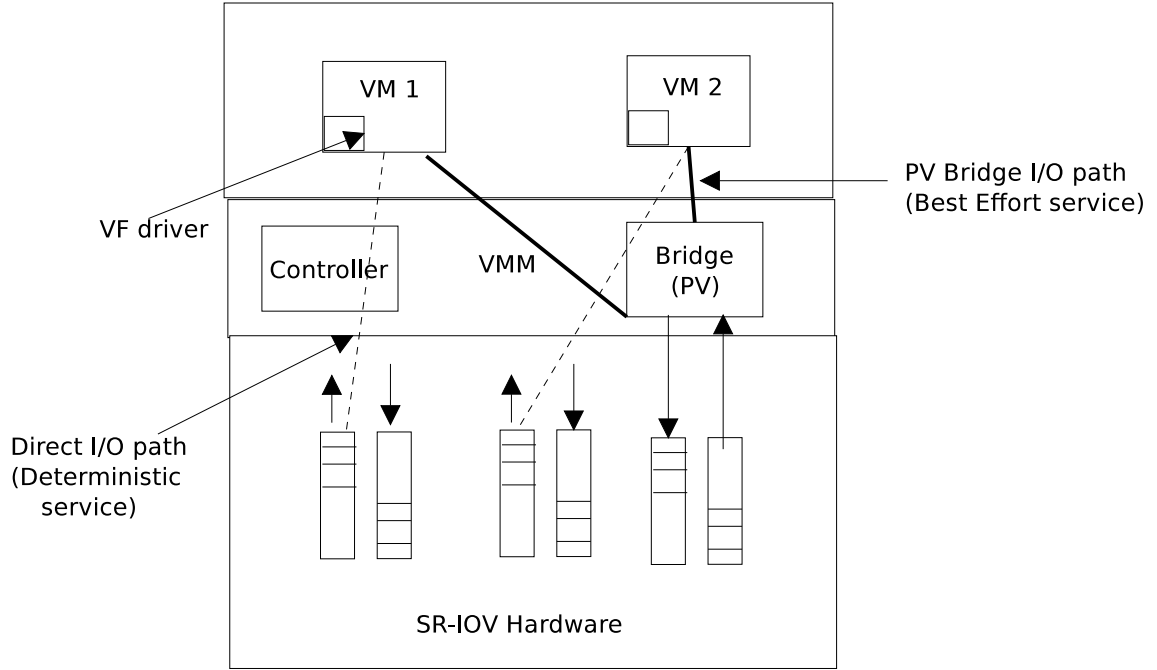 VM 1
VM 2
PV Bridge I/O path
(Best Effort service)
VF driver
Controller
VMM
Bridge
(PV)
Direct I/O path
(Deterministic
service)
SR-IOV Hardware